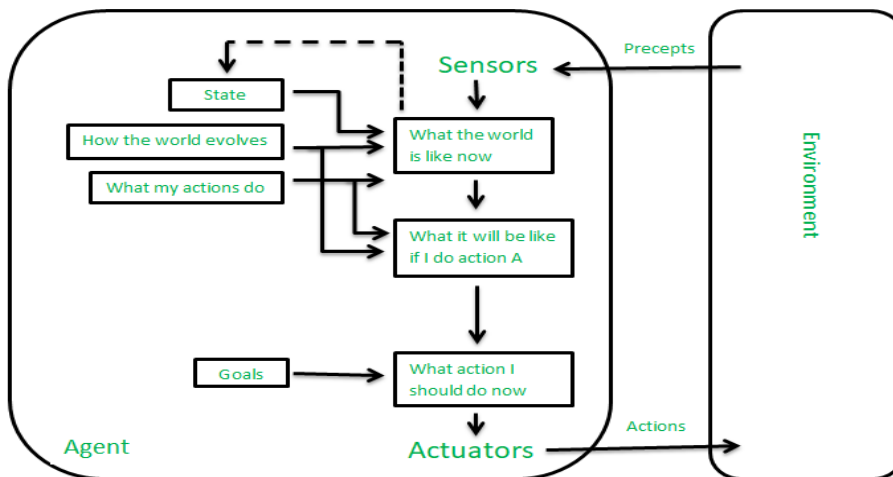 Precepts
Sensors
State
How the world evolves
What the world
is like now
What my actions do
What it will be like
if I do action A
Goals
What action I
should do now
Agent
Actuators
Actions
Environment